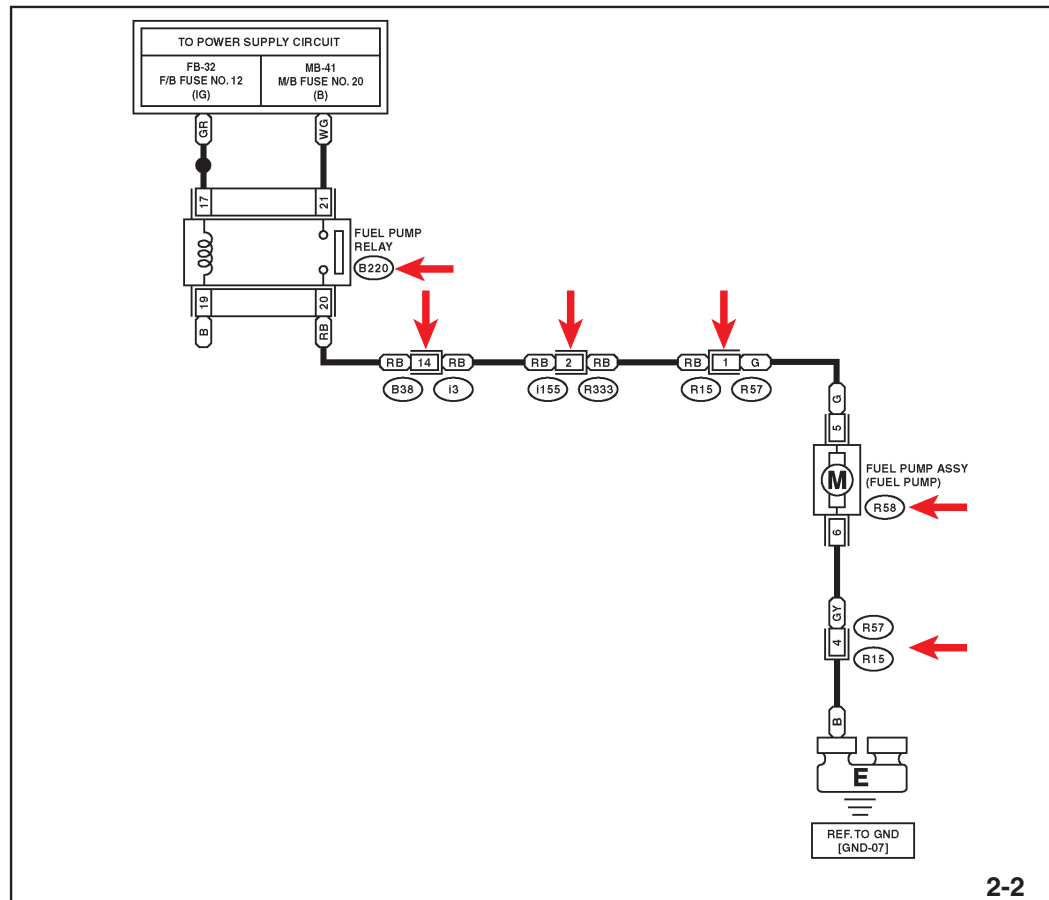 TO POWER SUPPLY CIRCUIT
FB-32
F/B FUSE NO. 12
(IG)
MB-41
M/B FUSE NO. 20
(B)
GR
WG
17
21
FUEL PUMP
RELAY
B220
19
20
B
RB
RB 14 RB
RB 2 RB
RB 1 G
B38
i3
i155
R333
R15
R57
G
5
M
FUEL PUMP ASSY
(FUEL PUMP)
R58
6
GY
R57
4
R15
B
E
REF. TO GND
[GND-07]
2-2